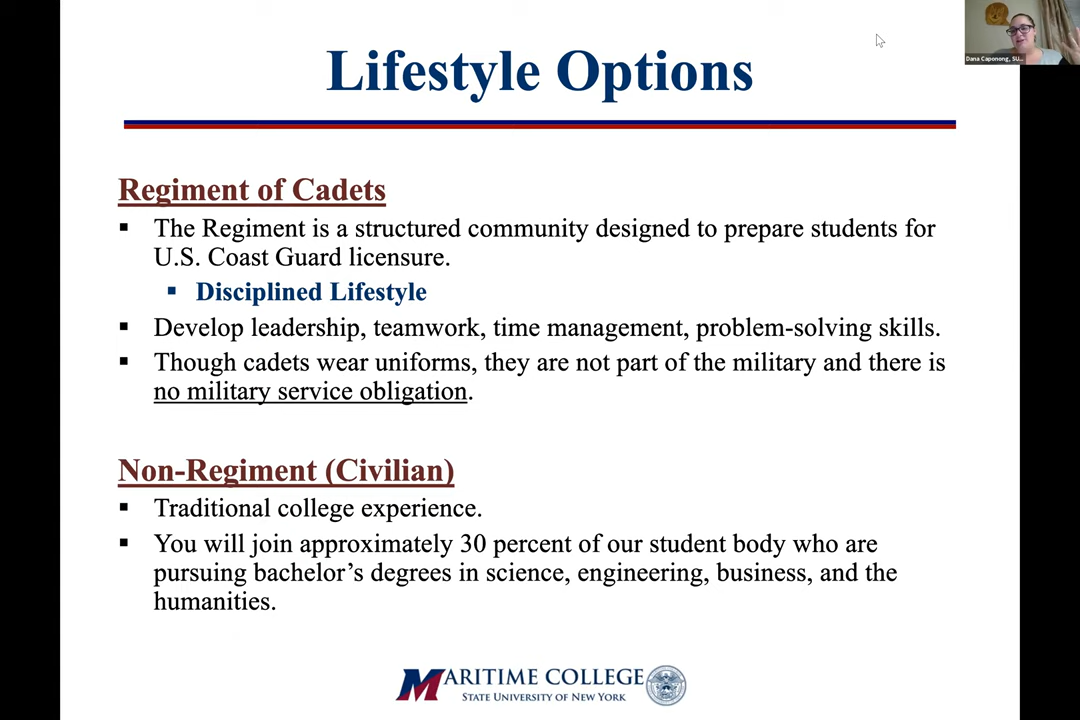 Lifestyle Options
Dana Caponong, SU...
Regiment of Cadets
▪ The Regiment is a structured community designed to prepare students for
U.S. Coast Guard licensure.
▪ Disciplined Lifestyle
▪ Develop leadership, teamwork, time management, problem-solving skills.
▪ Though cadets wear uniforms, they are not part of the military and there is
no military service obligation.
Non-Regiment (Civilian)
▪ Traditional college experience.
▪ You will join approximately 30 percent of our student body who are
pursuing bachelor’s degrees in science, engineering, business, and the
humanities.
MARITIME COLLEGE
STATE UNIVERSITY OF NEW YORK